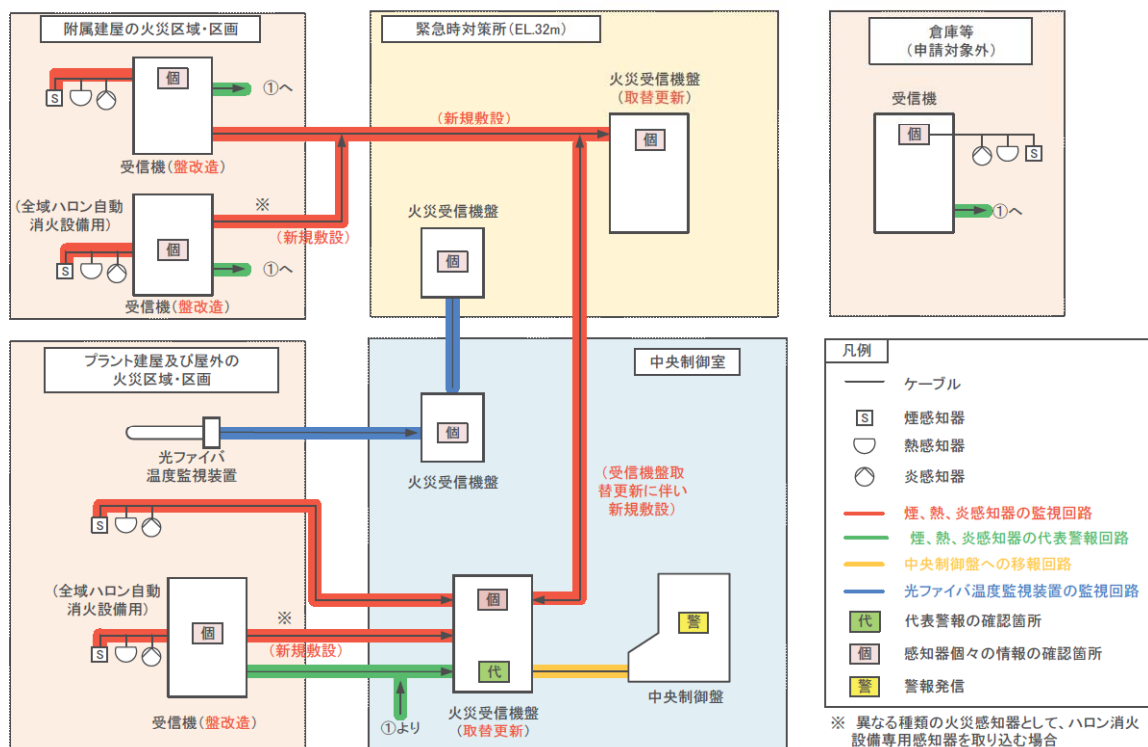 附属建屋の火災区域・区画
個
S
①へ
受信機(盤改造)
(全域ハロン自動
消火設備用)
※
(新規敷設)
個
S
①へ
受信機(盤改造)
緊急時対策所(EL.32m)
火災受信機盤
(取替更新)
(新規敷設)
個
火災受信機盤
個
倉庫等
(申請対象外)
受信機
個
S
①へ
プラント建屋及び屋外の
火災区域・区画
光ファイバ
温度監視装置
S
(全域ハロン自動
消火設備用)
個
※
S
(新規敷設)
受信機(盤改造)
①より
中央制御室
個
火災受信機盤
(受信機盤取
替更新に伴い
新規敷設)
個
代
火災受信機盤
(取替更新)
警
中央制御盤
凡例
ケーブル
S 煙感知器
熱感知器
炎感知器
煙、熱、炎感知器の監視回路
煙、熱、炎感知器の代表警報回路
中央制御盤への移報回路
光ファイバ温度監視装置の監視回路
代 代表警報の確認箇所
個 感知器個々の情報の確認箇所
警 警報発信
※ 異なる種類の火災感知器として、ハロン消火
設備専用感知器を取り込む場合